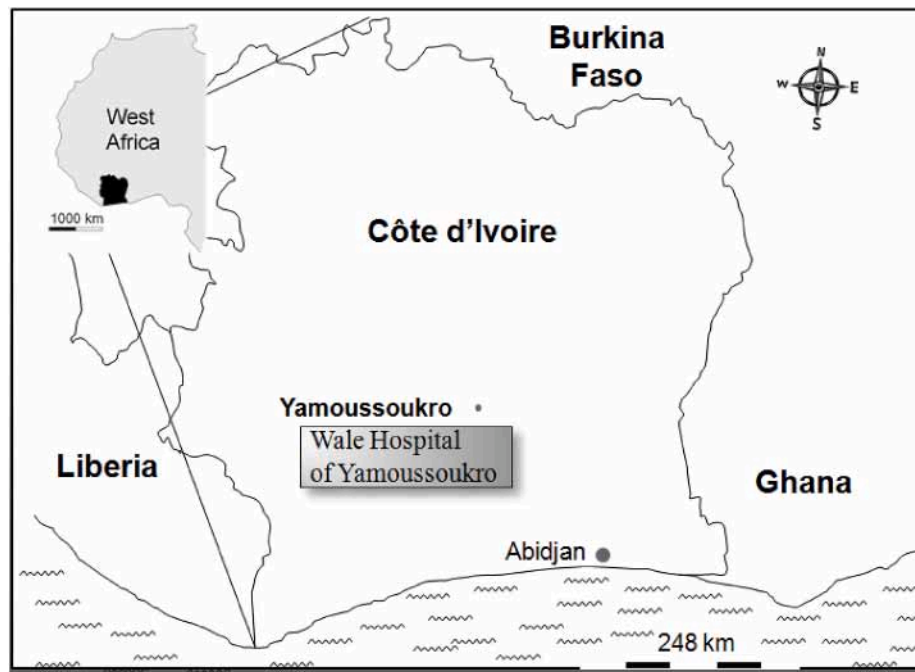 Burkina
Faso
N
W E
S
West
Africa
1000 km
Côte d’Ivoire
Yamoussoukro
Wale Hospital
of Yamoussoukro
Liberia
Ghana
Abidjan
248 km